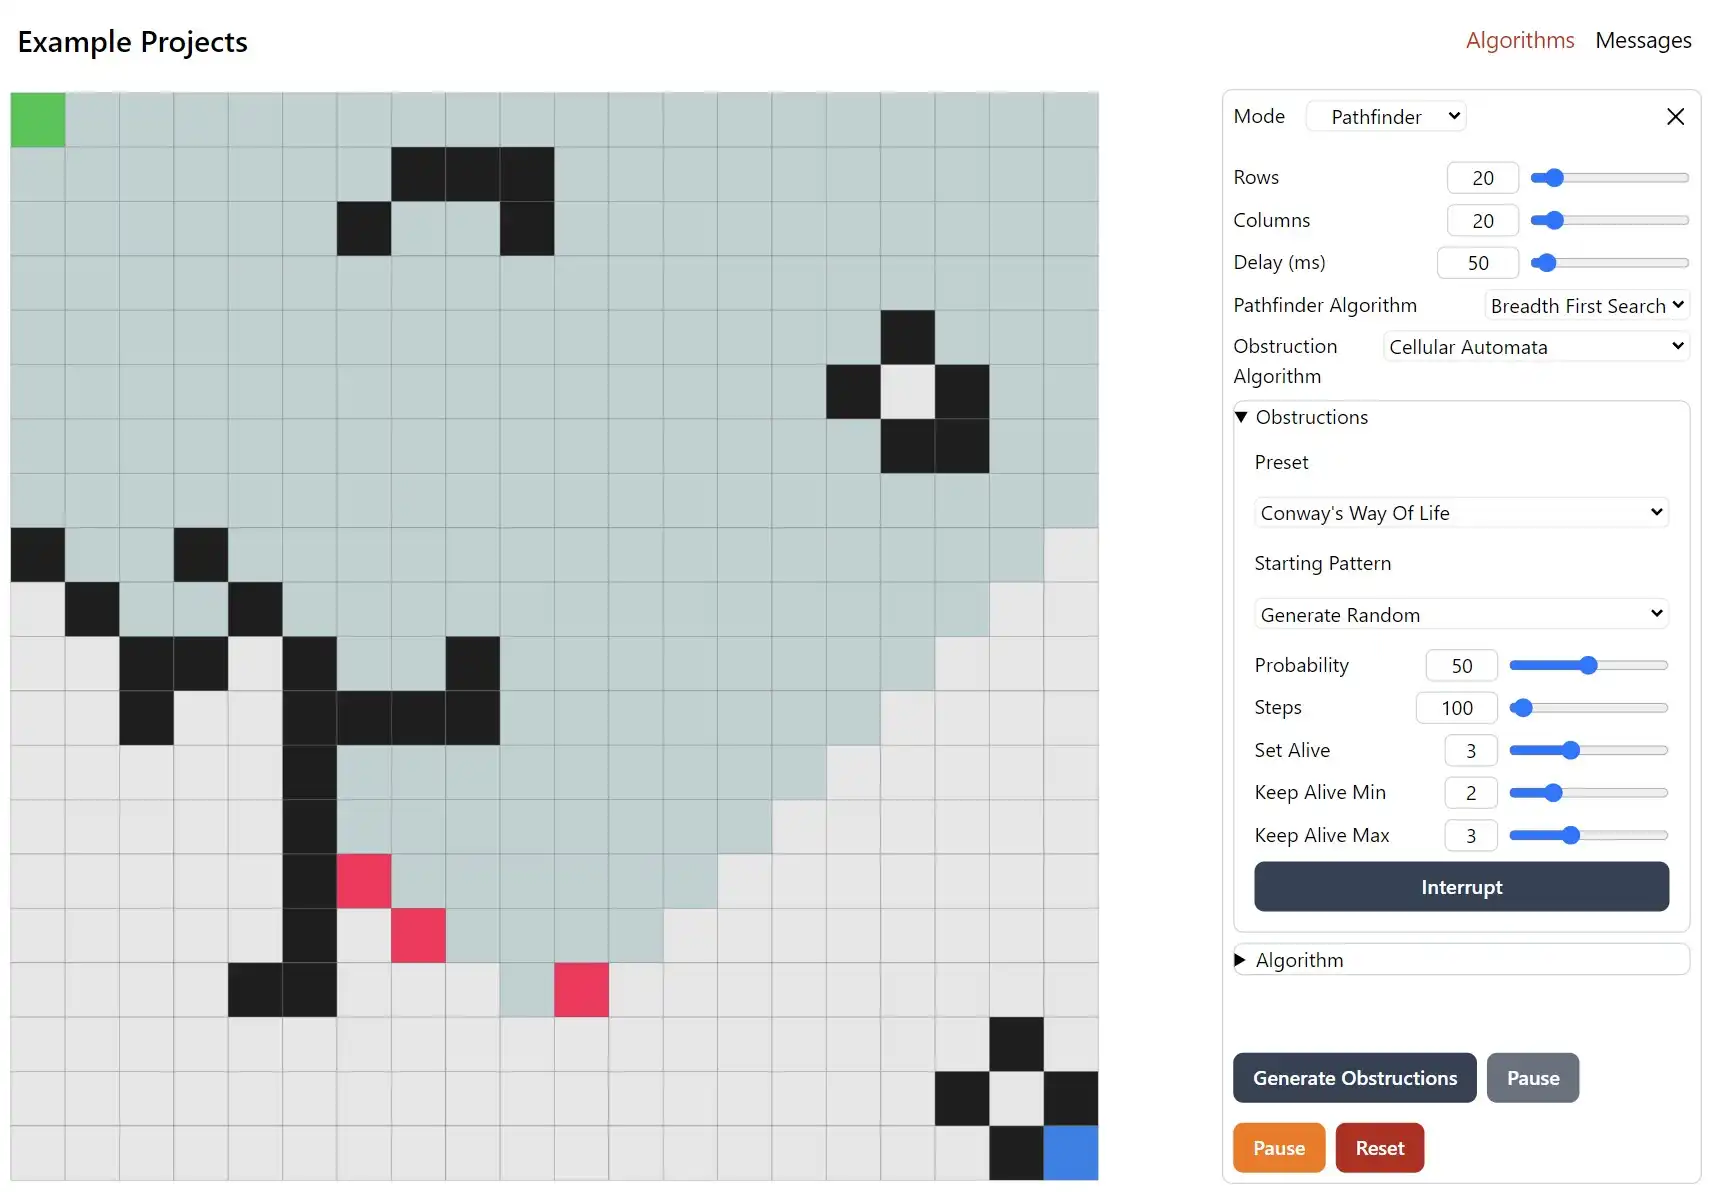 Example Projects
Algorithms Messages
Mode Pathfinder
Rows 20
Columns 20
Delay (ms) 50
Pathfinder Algorithm Breadth First Search
Obstruction Algorithm Cellular Automata
Obstructions
Preset
Conway's Way Of Life
Starting Pattern
Generate Random
Probability 50
Steps 100
Set Alive 3
Keep Alive Min 2
Keep Alive Max 3
Interrupt
Algorithm
Generate Obstructions Pause
Pause Reset